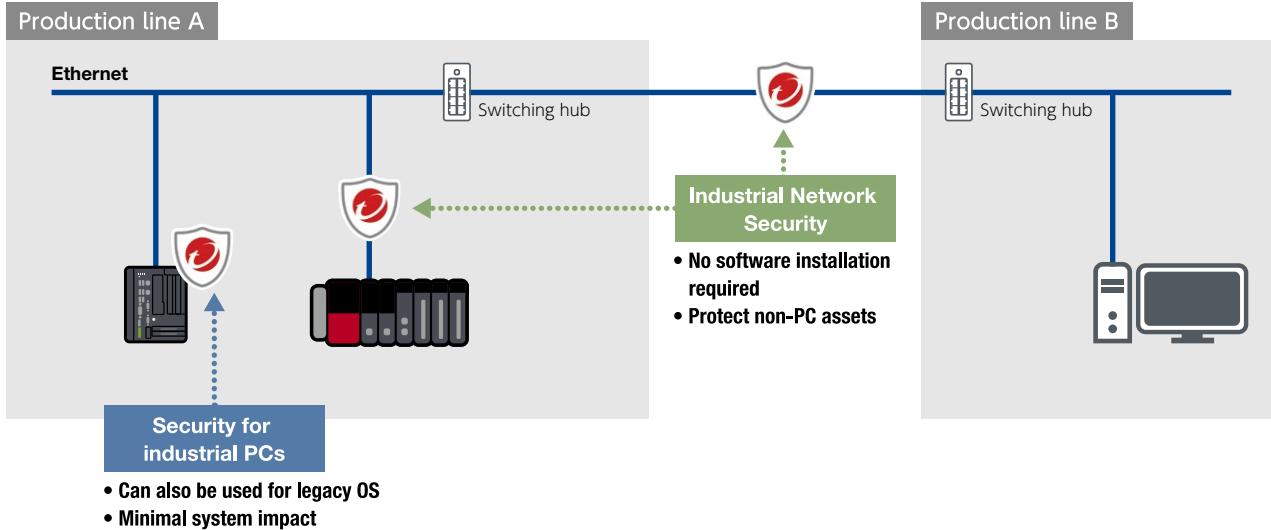 Production line A
Production line B
Ethernet
Switching hub
Switching hub
Industrial Network
Security
• No software installation
required
• Protect non-PC assets
Security for
industrial PCs
• Can also be used for legacy OS
• Minimal system impact